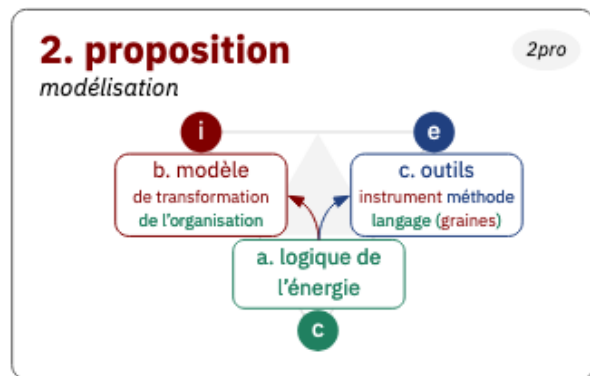 2. proposition
2pro
modélisation
i
e
b. modèle
de transformation
de l'organisation
c. outils
instrument méthode
langage (graines)
a. logique de
l'énergie
c